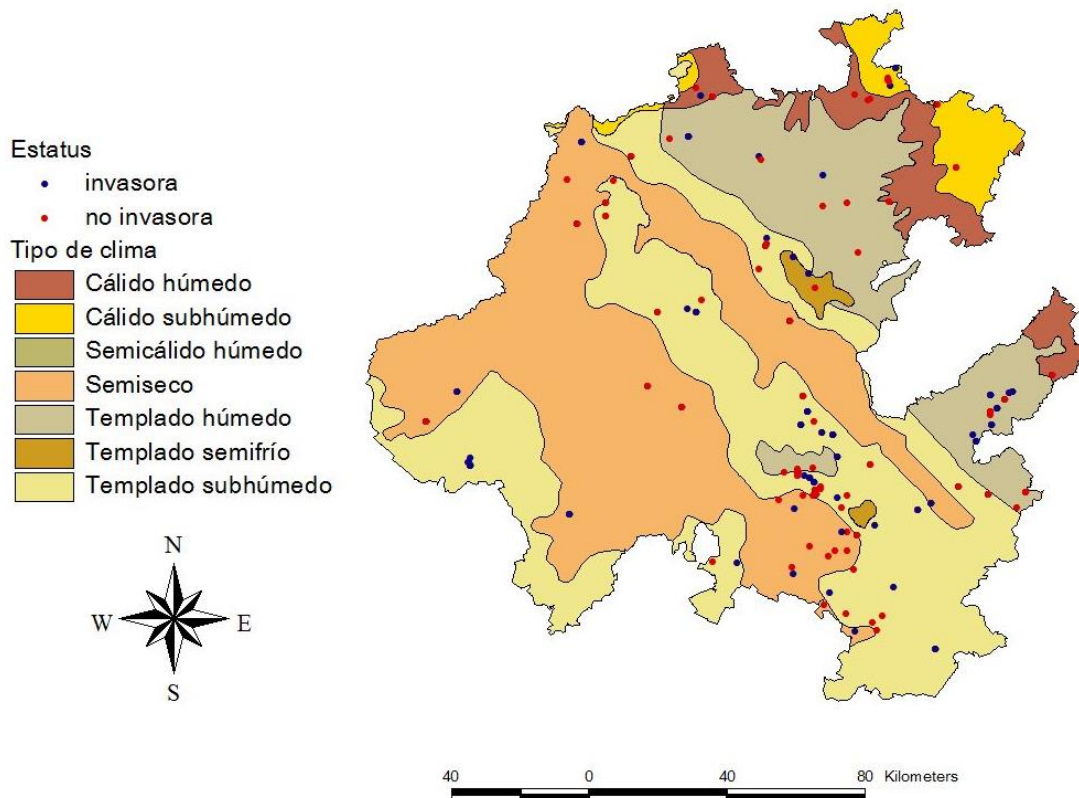 Estatus
invasora
no invasora
Tipo de clima
Cálido húmedo
Cálido subhúmedo
Semicálido húmedo
Semiseco
Templado húmedo
Templado semifrío
Templado subhúmedo
N
W E
S
40 0 40 80 Kilometers